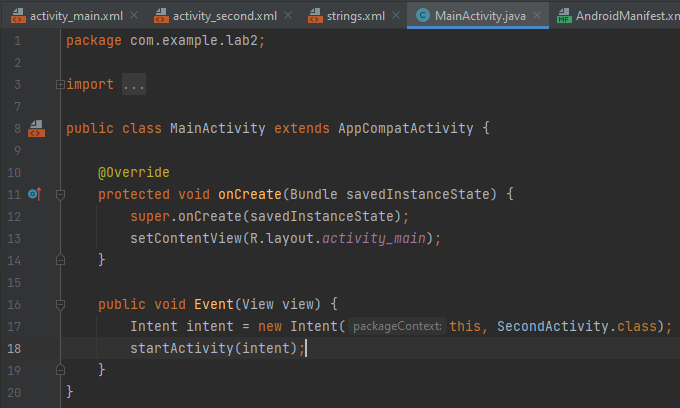 activity_main.xml × activity_second.xml × strings.xml × C MainActivity.java × MF AndroidManifest.xm
1 package com.example.lab2;
2
3 import ...
7
8 public class MainActivity extends AppCompatActivity {
9
10 @Override
11 protected void onCreate(Bundle savedInstanceState) {
12 super.onCreate(savedInstanceState);
13 setContentView(R.layout.activity_main);
14 }
15
16 public void Event(View view) {
17 Intent intent = new Intent( packageContext: this, SecondActivity.class);
18 startActivity(intent);
19 }
20 }